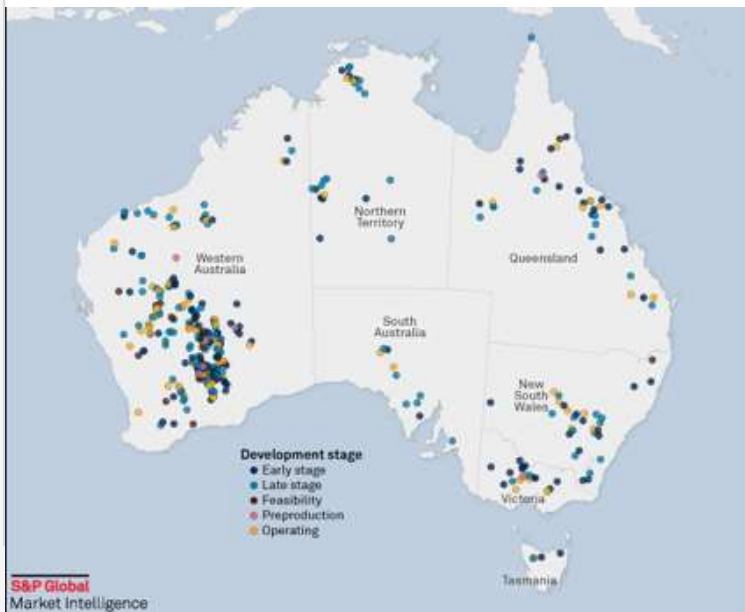 Northern
Territory
Western
Australia
Queensland
South
Australia
New
South
Wales
Development stage
Early stage
Late stage
Feasibility
Preproduction
Operating
Victoria
Tasmania
S&P Global
Market Intelligence